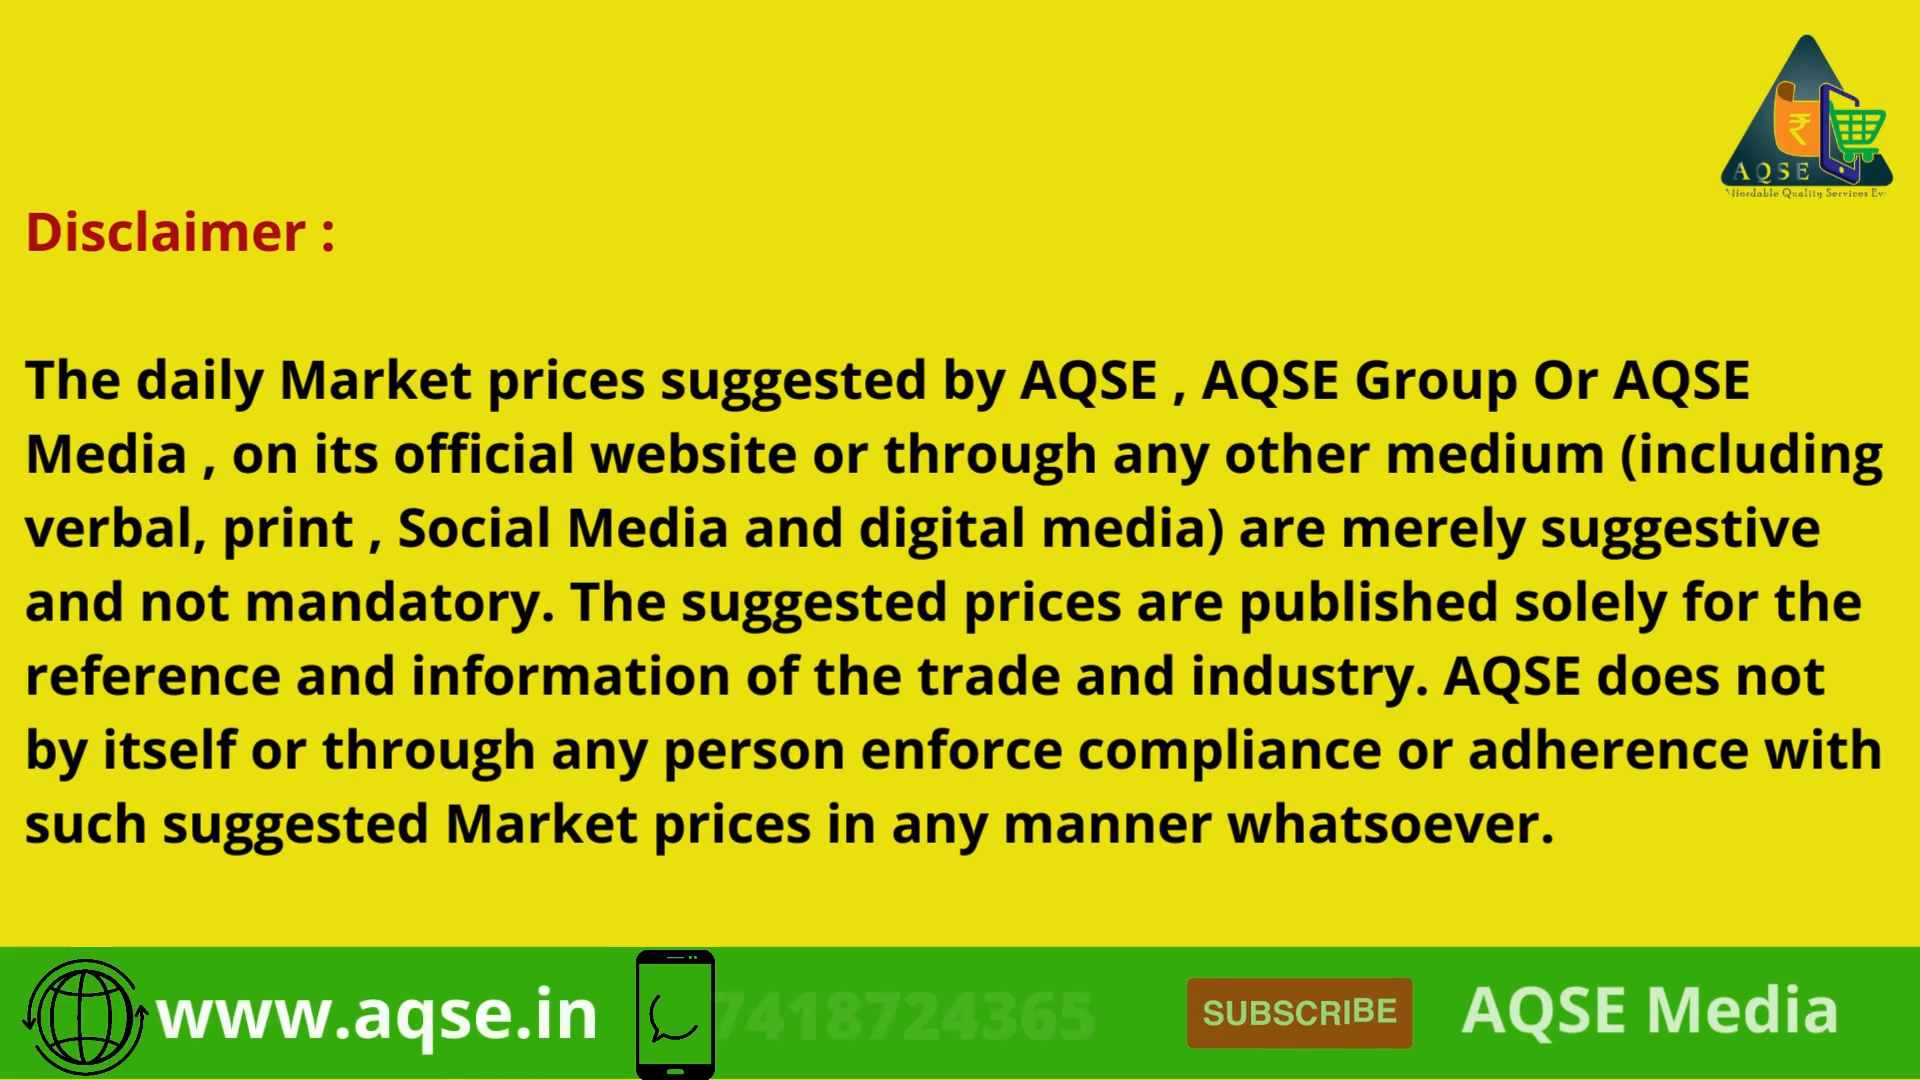 ₹
AQSE
ffordable Quality Services Ev
Disclaimer :
The daily Market prices suggested by AQSE , AQSE Group Or AQSE
Media , on its official website or through any other medium (including
verbal, print , Social Media and digital media) are merely suggestive
and not mandatory. The suggested prices are published solely for the
reference and information of the trade and industry. AQSE does not
by itself or through any person enforce compliance or adherence with
such suggested Market prices in any manner whatsoever.
www.aqse.in
7418724365
SUBSCRIBE
AQSE Media